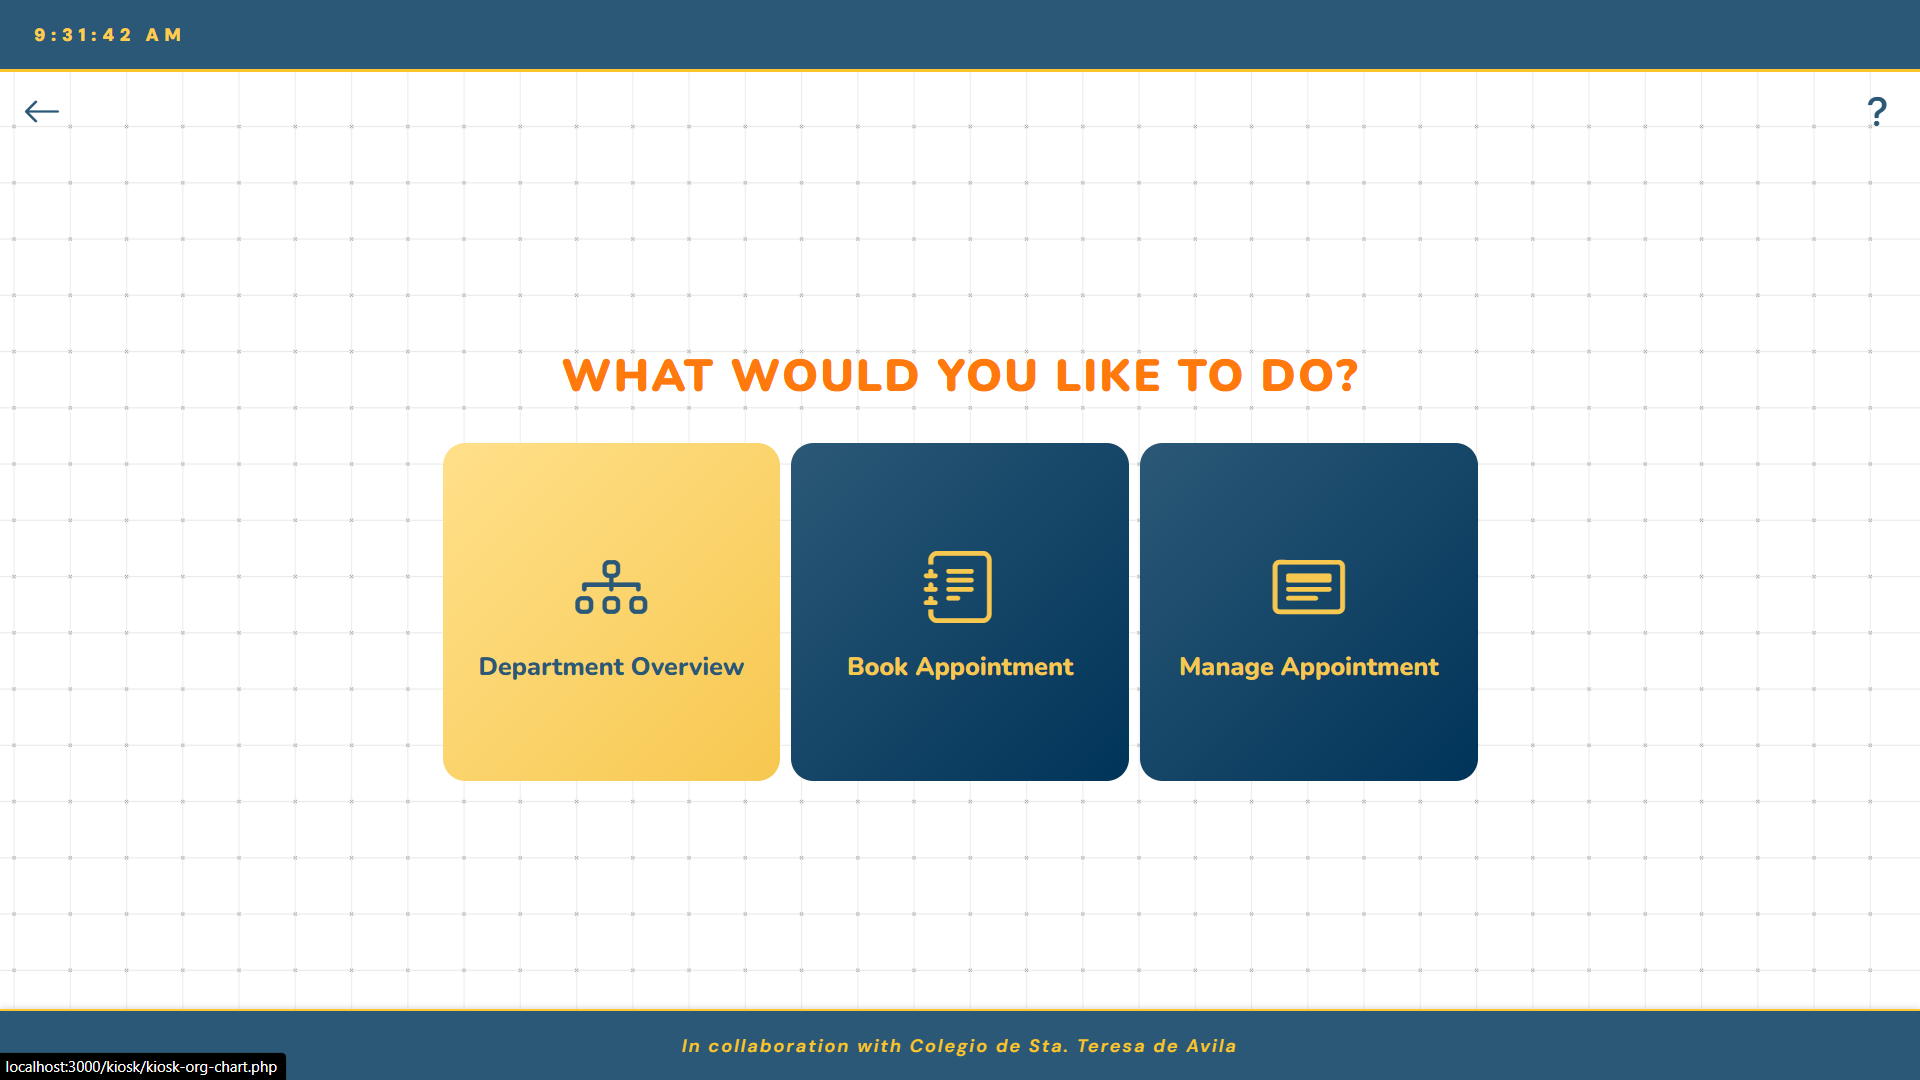 9:31:42 AM
?
WHAT WOULD YOU LIKE TO DO?
Department Overview
Book Appointment
Manage Appointment
In collaboration with Colegio de Sta. Teresa de Avila
localhost:3000/kiosk/kiosk-org-chart.php